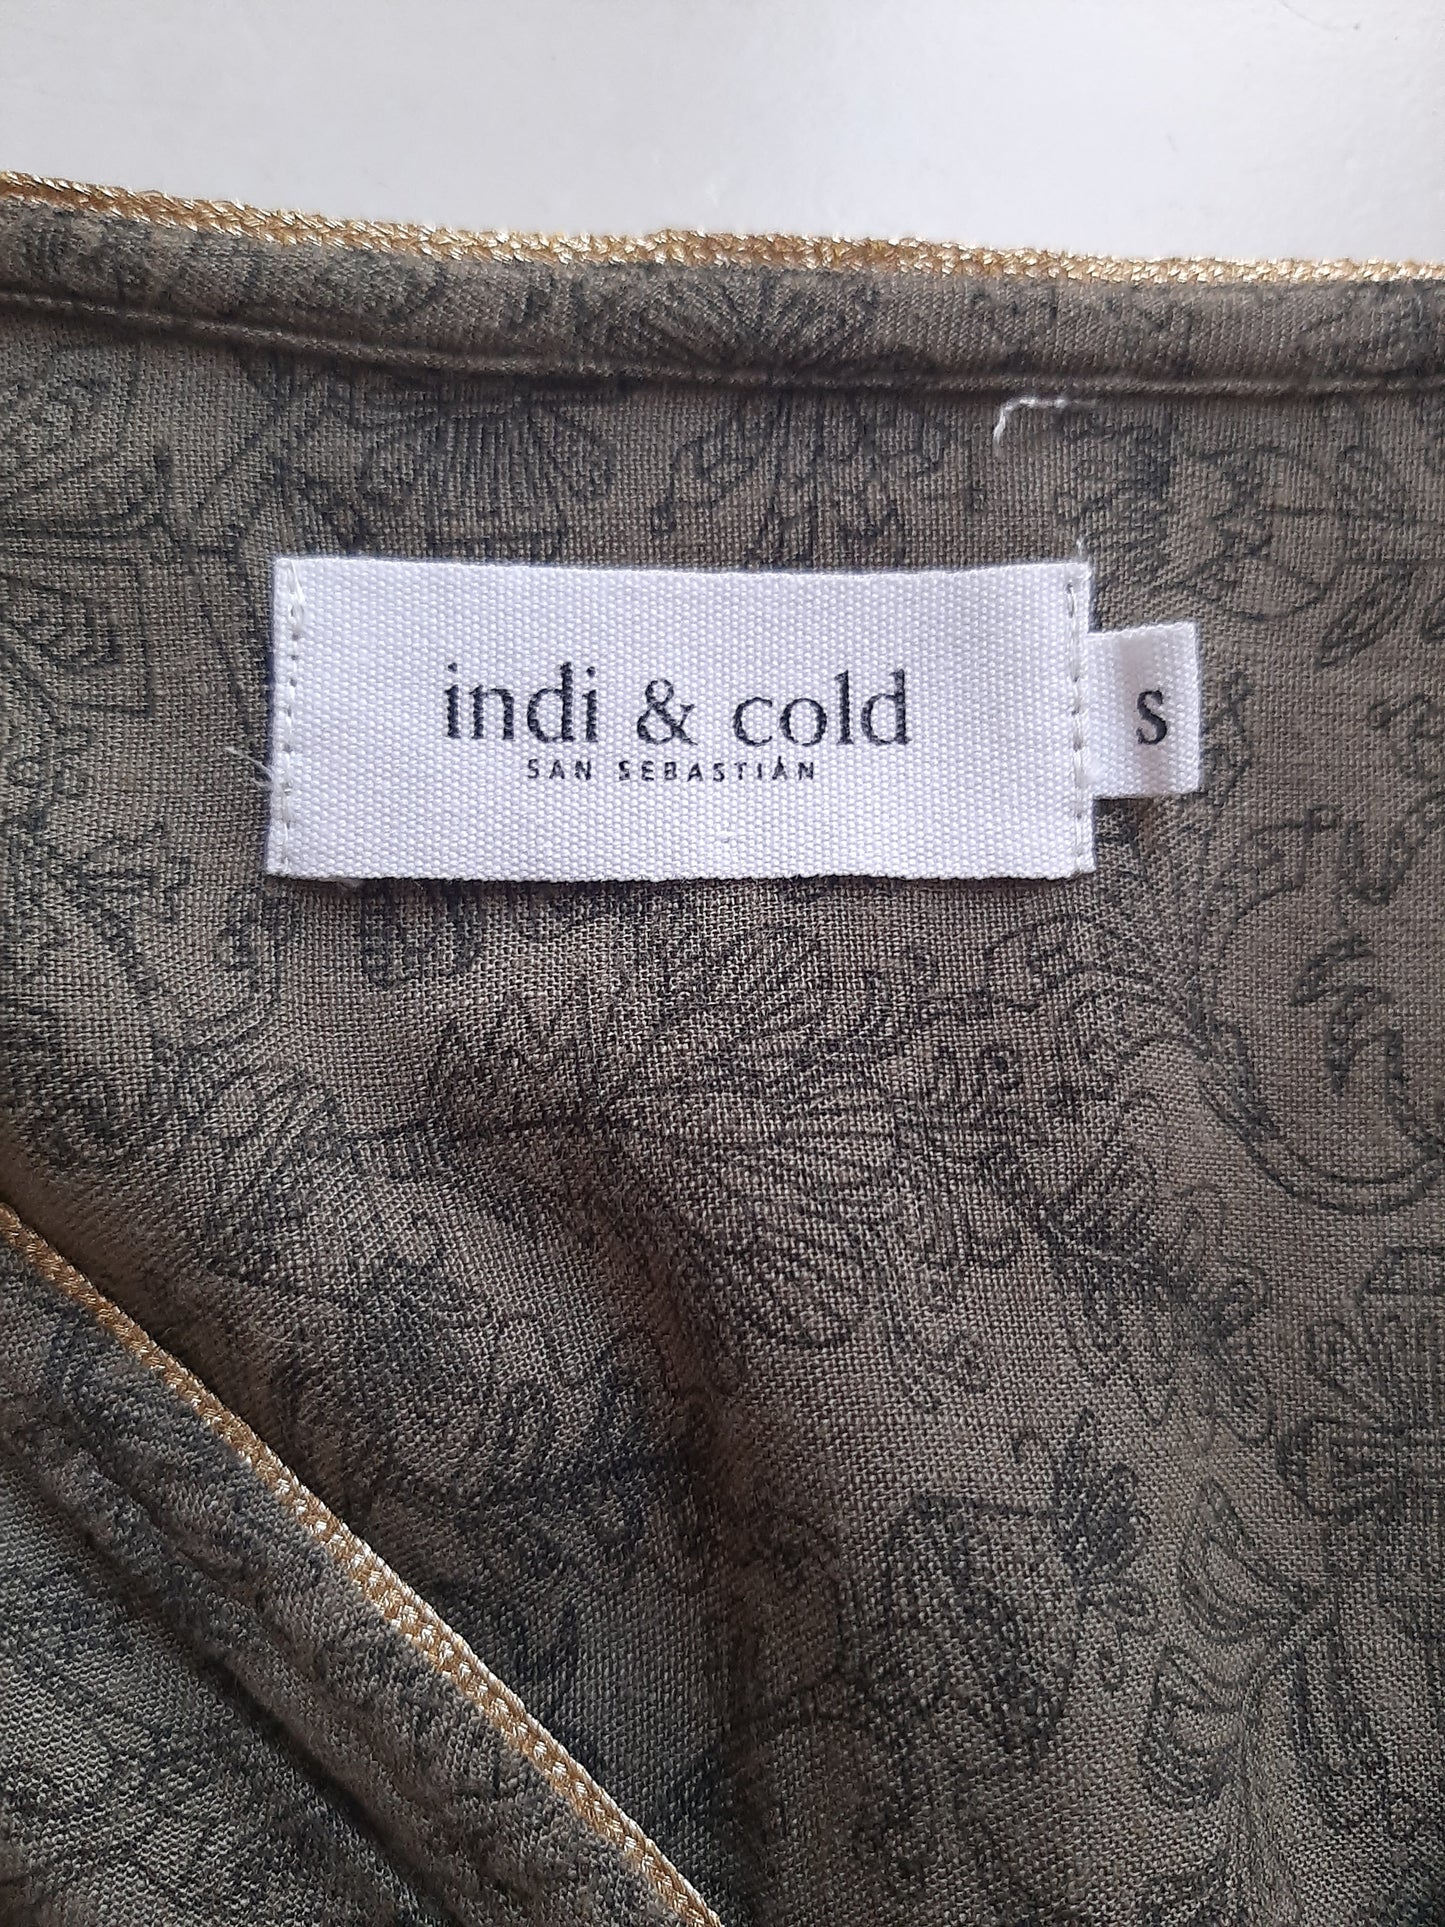 indi & cold
SAN SEBASTIÁN
S